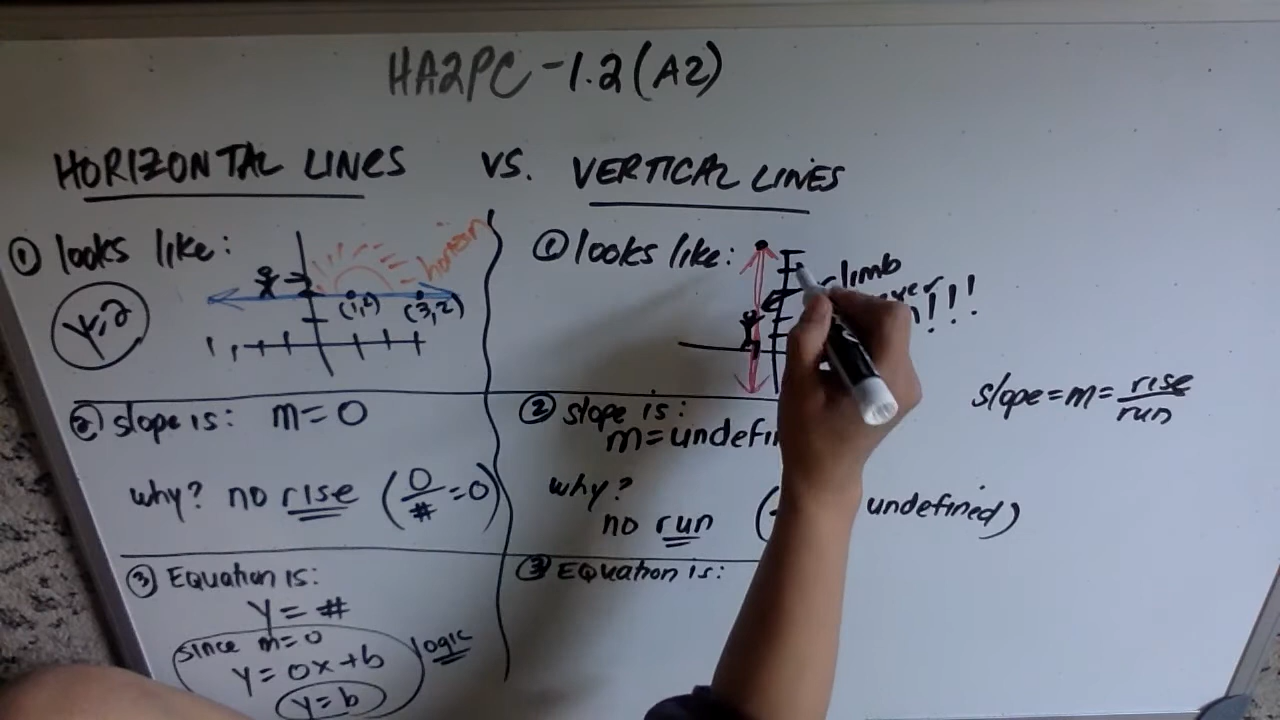 HA2PC - 1.2 (A2)
HORIZONTAL LINES VS. VERTICAL LINES
① looks like:
horizon
(1,2) (3,2)
② slope is: m = 0
why? no rise (0/# = 0)
③ Equation is:
Y = #
since m = 0
Y = 0x + b
Y = b
logic
① looks like:
climb
!!!
② slope is:
m = undefi
why?
no run ( undefined)
③ Equation is:
slope = m = rise/run